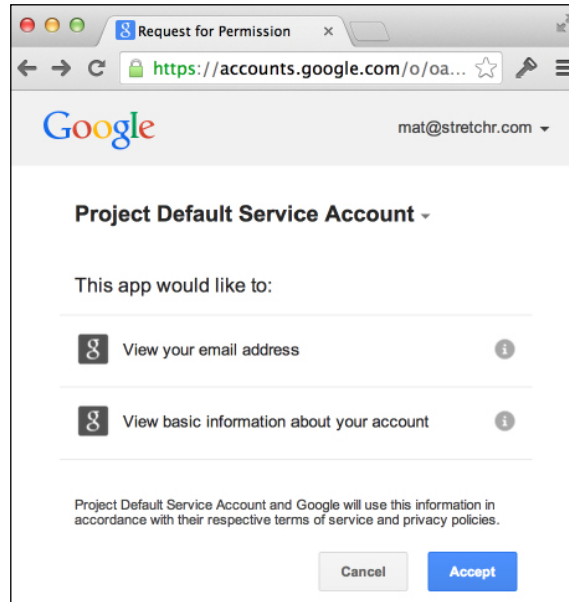 Request for Permission
https://accounts.google.com/o/oa...
Google
mat@stretchr.com
Project Default Service Account
This app would like to:
g View your email address
g View basic information about your account
Project Default Service Account and Google will use this information in
accordance with their respective terms of service and privacy policies.
Cancel Accept